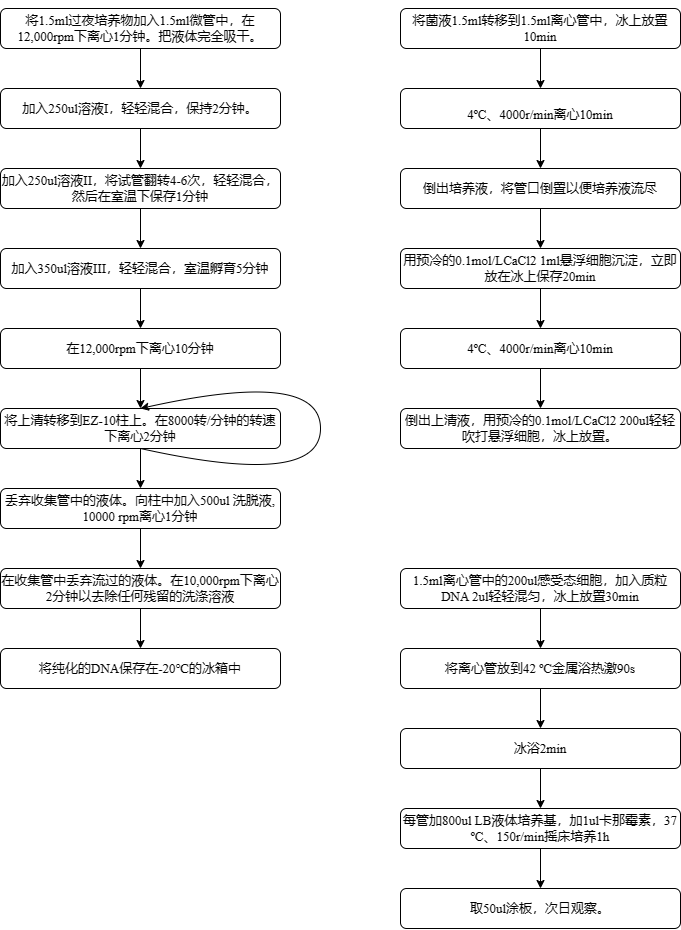 将1.5ml过夜培养物加入1.5ml微管中，在
12,000rpm下离心1分钟。把液体完全吸干。
加入250ul溶液I，轻轻混合，保持2分钟。
加入250ul溶液II，将试管翻转4-6次，轻轻混合，
然后在室温下保存1分钟
加入350ul溶液III，轻轻混合，室温孵育5分钟
在12,000rpm下离心10分钟
将上清转移到EZ-10柱上。在8000转/分钟的转速
下离心2分钟
丢弃收集管中的液体。向柱中加入500ul 洗脱液,
10000 rpm离心1分钟
在收集管中丢弃流过的液体。在10,000rpm下离心
2分钟以去除任何残留的洗涤溶液
将纯化的DNA保存在-20℃的冰箱中
将菌液1.5ml转移到1.5ml离心管中，冰上放置
10min
4℃、4000r/min离心10min
倒出培养液，将管口倒置以便培养液流尽
用预冷的0.1mol/LCaCl2 1ml悬浮细胞沉淀，立即
放在冰上保存20min
4℃、4000r/min离心10min
倒出上清液，用预冷的0.1mol/LCaCl2 200ul轻轻
吹打悬浮细胞，冰上放置。
1.5ml离心管中的200ul感受态细胞，加入质粒
DNA 2ul轻轻混匀，冰上放置30min
将离心管放到42 ℃金属浴热激90s
冰浴2min
每管加800ul LB液体培养基，加1ul卡那霉素，37
℃、150r/min摇床培养1h
取50ul涂板，次日观察。